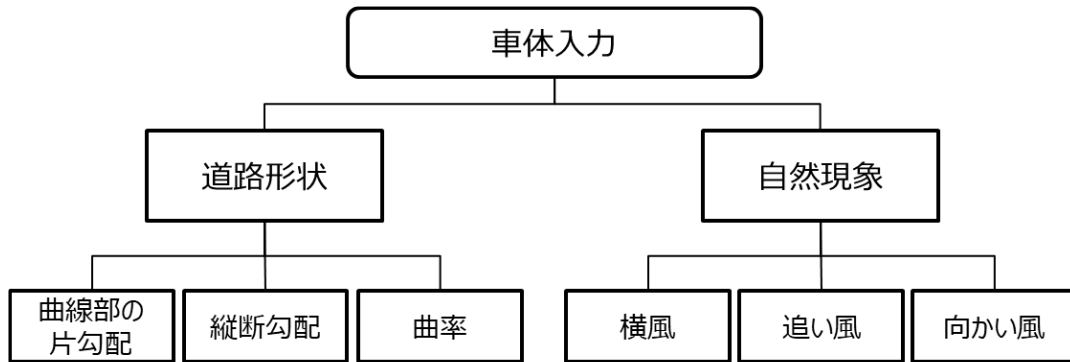 車体入力
道路形状
自然現象
曲線部の
片勾配
縦断勾配
曲率
横風
追い風
向かい風